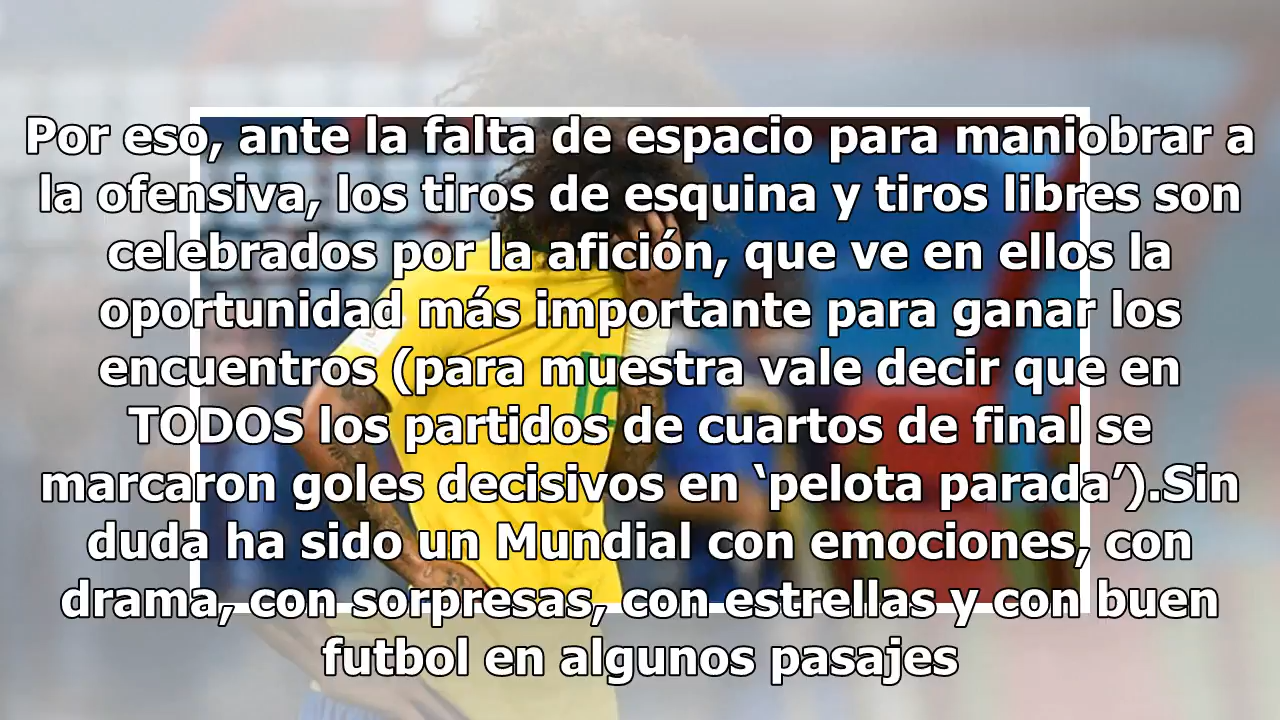 Por eso, ante la falta de espacio para maniobrar a
la ofensiva, los tiros de esquina y tiros libres son
celebrados por la afición, que ve en ellos la
oportunidad más importante para ganar los
encuentros (para muestra vale decir que en
TODOS los partidos de cuartos de final se
marcaron goles decisivos en ‘pelota parada’).Sin
duda ha sido un Mundial con emociones, con
drama, con sorpresas, con estrellas y con buen
futbol en algunos pasajes